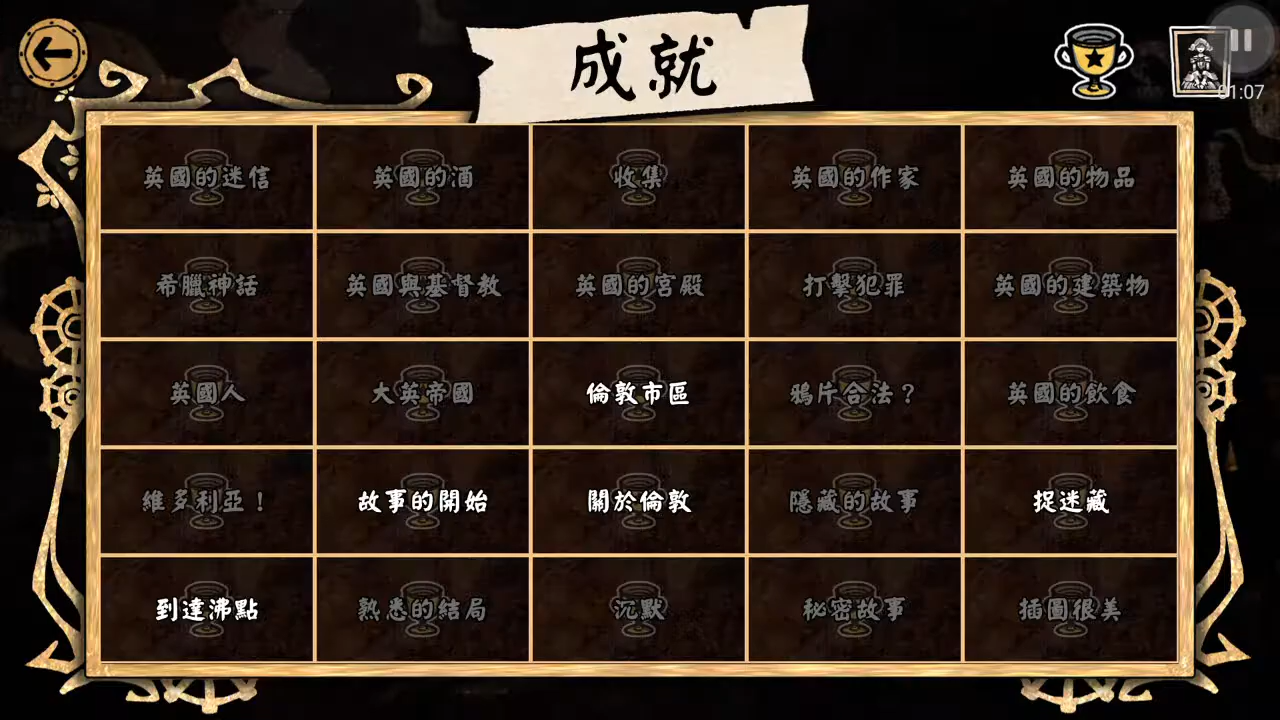 成就
01:07
英國的迷信
英國的酒
收集
英國的作家
英國的物品
希臘神話
英國與基督教
英國的宮殿
打擊犯罪
英國的建築物
英國人
大英帝國
倫敦市區
鴉片合法？
英國的飲食
維多利亞！
故事的開始
關於倫敦
隱藏的故事
捉迷藏
到達沸點
熟悉的結局
沉默
秘密故事
插圖很美